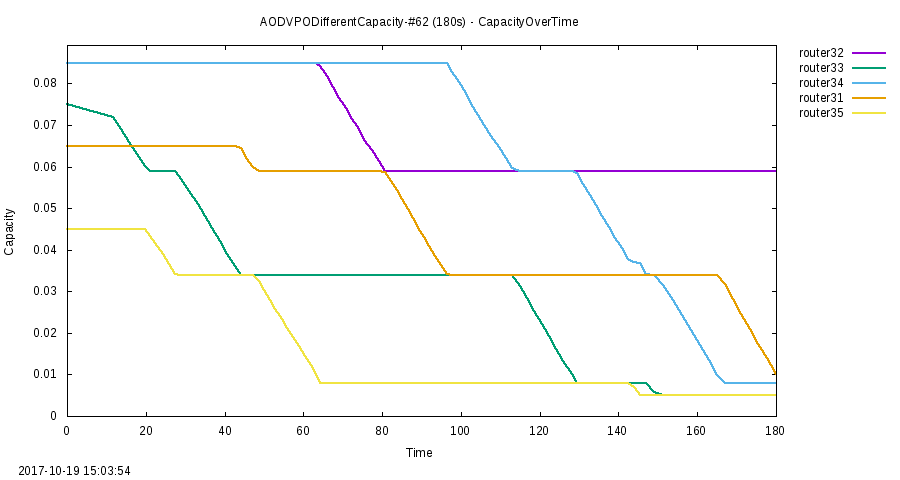 AODVPODifferentCapacity-#62 (180s) - CapacityOverTime
router32
router33
router34
router31
router35
0.08
0.07
0.06
0.05
0.04
0.03
0.02
0.01
0
Capacity
0 20 40 60 80 100 120 140 160 180
Time
2017-10-19 15:03:54